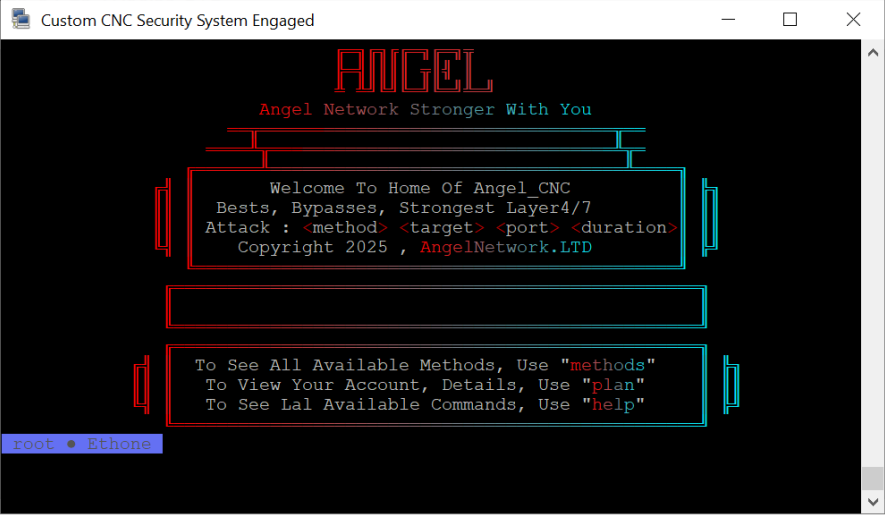 Custom CNC Security System Engaged
ANGEL
Angel Network Stronger With You
Welcome To Home Of Angel_CNC
Bests, Bypasses, Strongest Layer4/7
Attack : <method> <target> <port> <duration>
Copyright 2025 , AngelNetwork.LTD
To See All Available Methods, Use "methods"
To View Your Account, Details, Use "plan"
To See Lal Available Commands, Use "help"
root ● Ethone